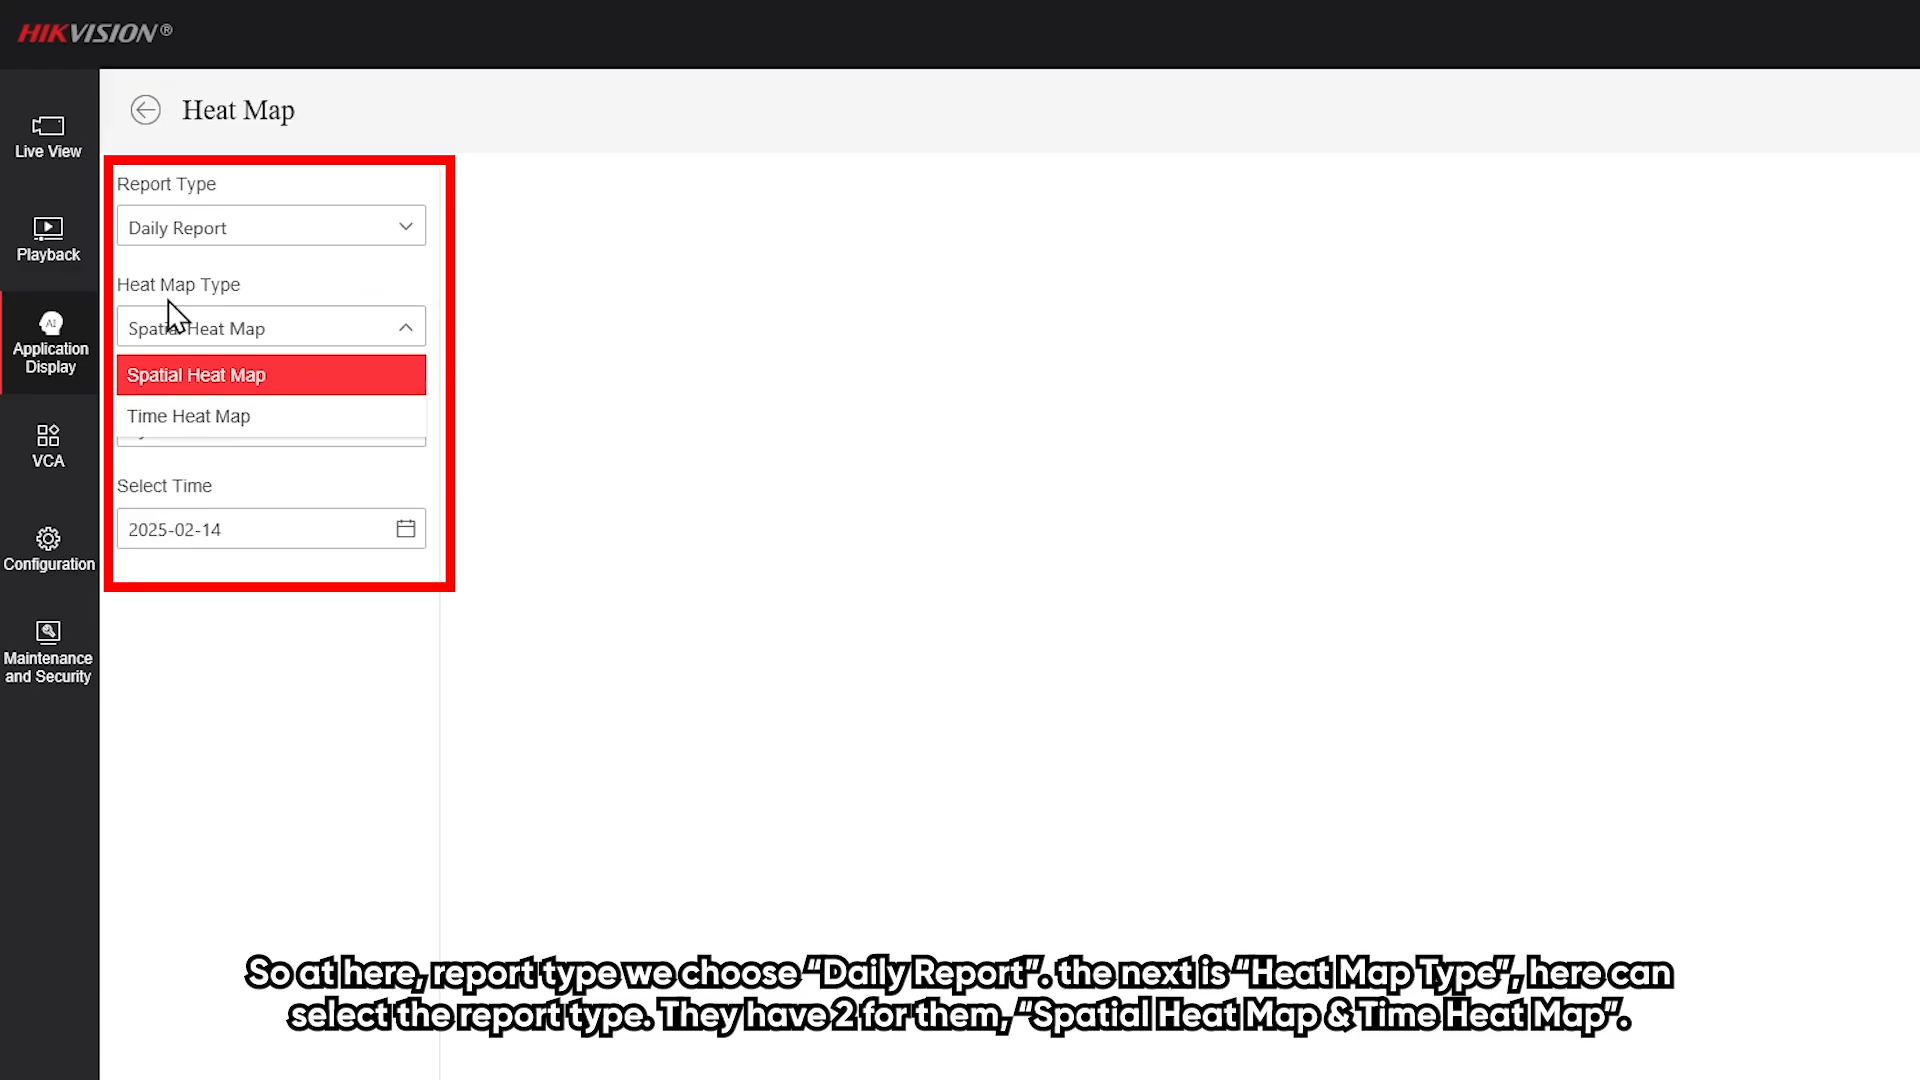 HIKVISION®
Heat Map
Live View
Playback
Application
Display
VCA
Configuration
Maintenance
and Security
Report Type
Daily Report
Heat Map Type
Spatial Heat Map
Spatial Heat Map
Time Heat Map
Select Time
2025-02-14
So at here, report type we choose “Daily Report”. the next is “Heat Map Type”, here can
select the report type. They have 2 for them, “Spatial Heat Map & Time Heat Map”.